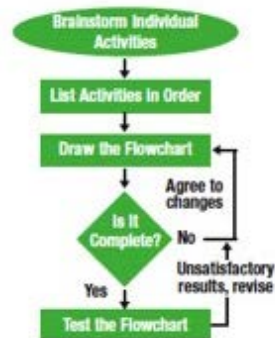 Brainstorm Individual
Activities
List Activities in Order
Draw the Flowchart
Agree to
changes
Is It
Complete?
No
Unsatisfactory
results, revise
Yes
Test the Flowchart